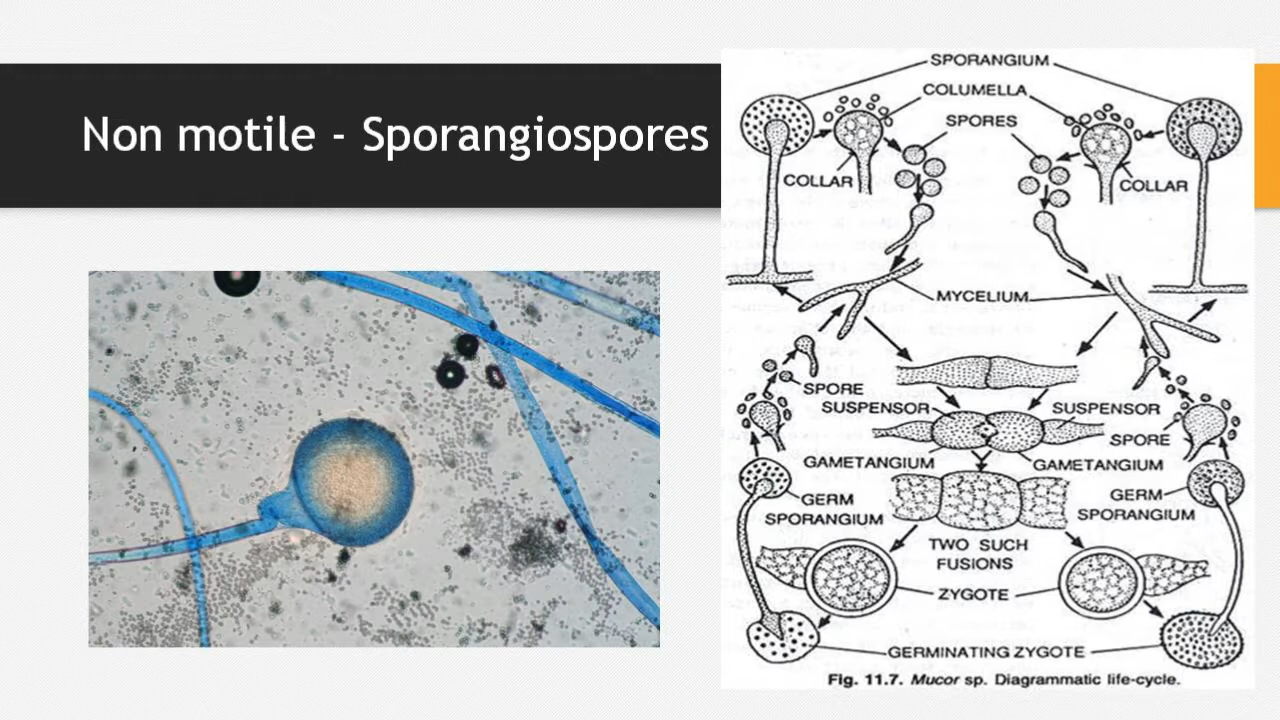 Non motile - Sporangiospores
SPORANGIUM
COLUMELLA
SPORES
COLLAR
COLLAR
MYCELIUM
SPORE
SUSPENSOR
SUSPENSOR
SPORE
GAMETANGIUM
GAMETANGIUM
GERM
SPORANGIUM
GERM
SPORANGIUM
TWO SUCH
FUSIONS
ZYGOTE
GERMINATING ZYGOTE
Fig. 11.7. Mucor sp. Diagrammatic life-cycle.